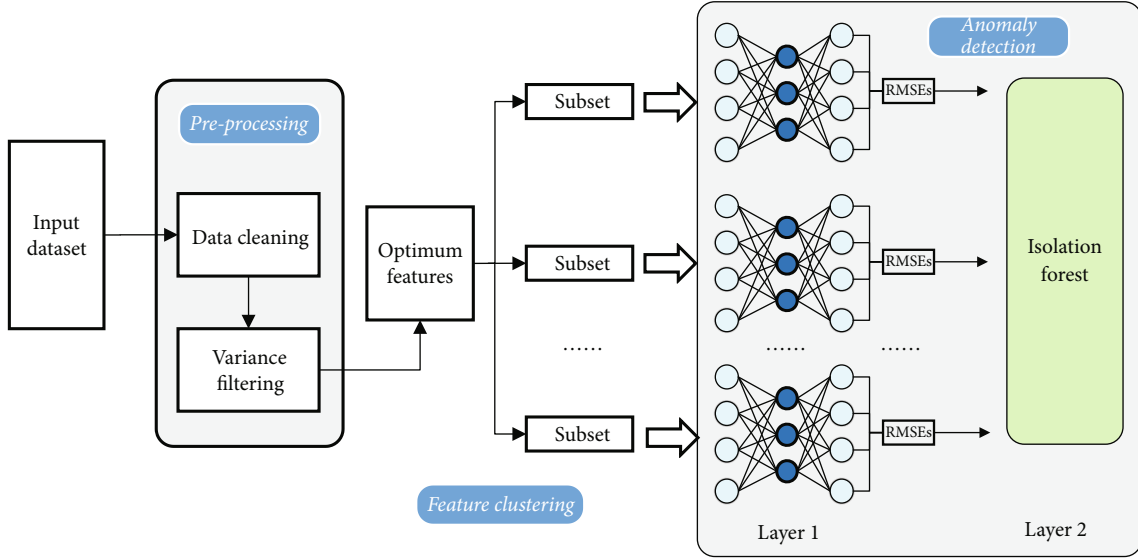 Input
dataset
Pre-processing
Data cleaning
Variance
filtering
Optimum
features
Subset
Subset
......
Subset
Feature clustering
Anomaly
detection
RMSEs
RMSEs
......
......
RMSEs
Isolation
forest
Layer 1
Layer 2